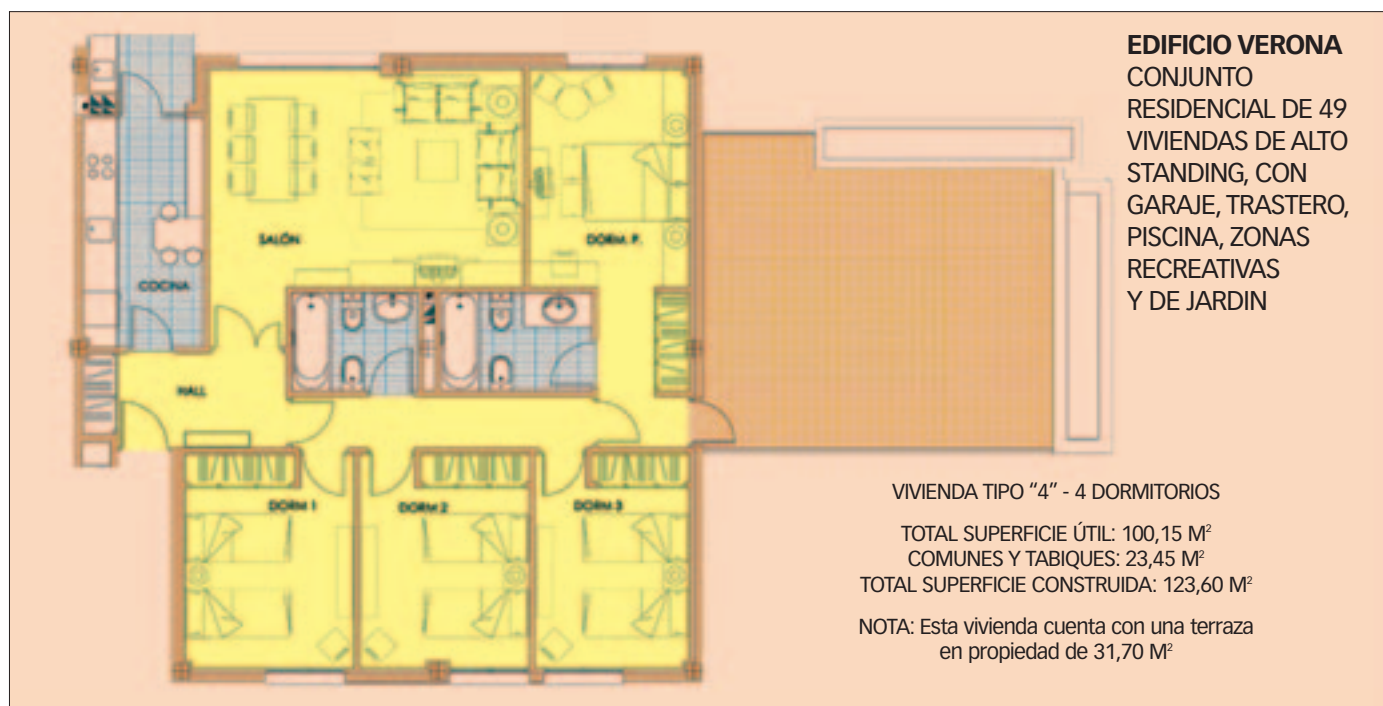 EDIFICIO VERONA
CONJUNTO
RESIDENCIAL DE 49
VIVIENDAS DE ALTO
STANDING, CON
GARAJE, TRASTERO,
PISCINA, ZONAS
RECREATIVAS
Y DE JARDIN
SALÓN
DORM P.
COCINA
HALL
DORM 1
DORM 2
DORM 3
VIVIENDA TIPO “4” - 4 DORMITORIOS
TOTAL SUPERFICIE ÚTIL: 100,15 M²
COMUNES Y TABIQUES: 23,45 M²
TOTAL SUPERFICIE CONSTRUIDA: 123,60 M²
NOTA: Esta vivienda cuenta con una terraza
en propiedad de 31,70 M²